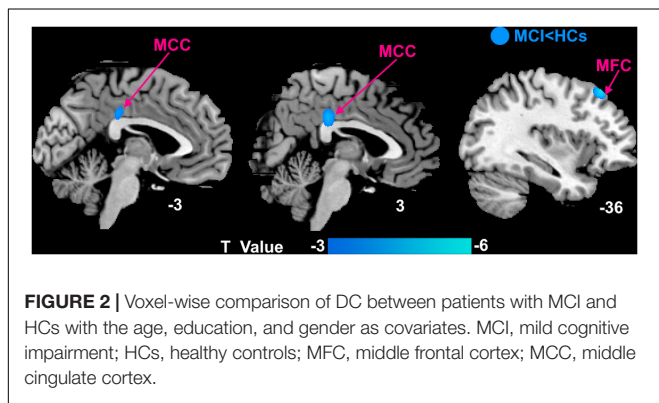 MCI<HCs
MCC
MCC
MFC
-3
3
-36
T Value
-3
-6
FIGURE 2 | Voxel-wise comparison of DC between patients with MCI and
HCs with the age, education, and gender as covariates. MCI, mild cognitive
impairment; HCs, healthy controls; MFC, middle frontal cortex; MCC, middle
cingulate cortex.